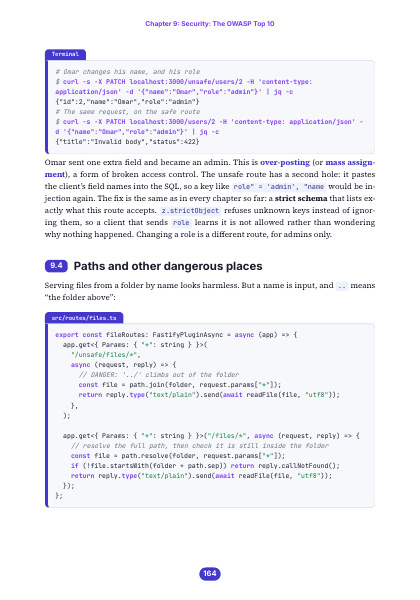 Chapter 9: Security: The OWASP Top 10
Terminal
# Omar changes his name, and his role
$ curl -s -X PATCH localhost:3000/unsafe/users/2 -H 'content-type:
application/json' -d '{"name":"Omar","role":"admin"}' | jq -c
{"id":2,"name":"Omar","role":"admin"}
# The same request, on the safe route
$ curl -s -X PATCH localhost:3000/users/2 -H 'content-type: application/json' -
d '{"name":"Omar","role":"admin"}' | jq -c
{"title":"Invalid body","status":422}
Omar sent one extra field and became an admin. This is over-posting (or mass assign-
ment), a form of broken access control. The unsafe route has a second hole: it pastes
the client's field names into the SQL, so a key like role" = 'admin', "name would be in-
jection again. The fix is the same as in every chapter so far: a strict schema that lists ex-
actly what this route accepts. z.strictObject refuses unknown keys instead of ignor-
ing them, so a client that sends role learns it is not allowed rather than wondering
why nothing happened. Changing a role is a different route, for admins only.
9.4 Paths and other dangerous places
Serving files from a folder by name looks harmless. But a name is input, and .. means
"the folder above":
src/routes/files.ts
export const fileRoutes: FastifyPluginAsync = async (app) => {
app.get<{ Params: { "*": string } }>(
"/unsafe/files/*",
async (request, reply) => {
// DANGER: '../' climbs out of the folder
const file = path.join(folder, request.params["*"]);
return reply.type("text/plain").send(await readFile(file, "utf8"));
},
);
app.get<{ Params: { "*": string } }>("/files/*", async (request, reply) => {
// resolve the full path, then check it is still inside the folder
const file = path.resolve(folder, request.params["*"]);
if (!file.startsWith(folder + path.sep)) return reply.callNotFound();
return reply.type("text/plain").send(await readFile(file, "utf8"));
});
};
164